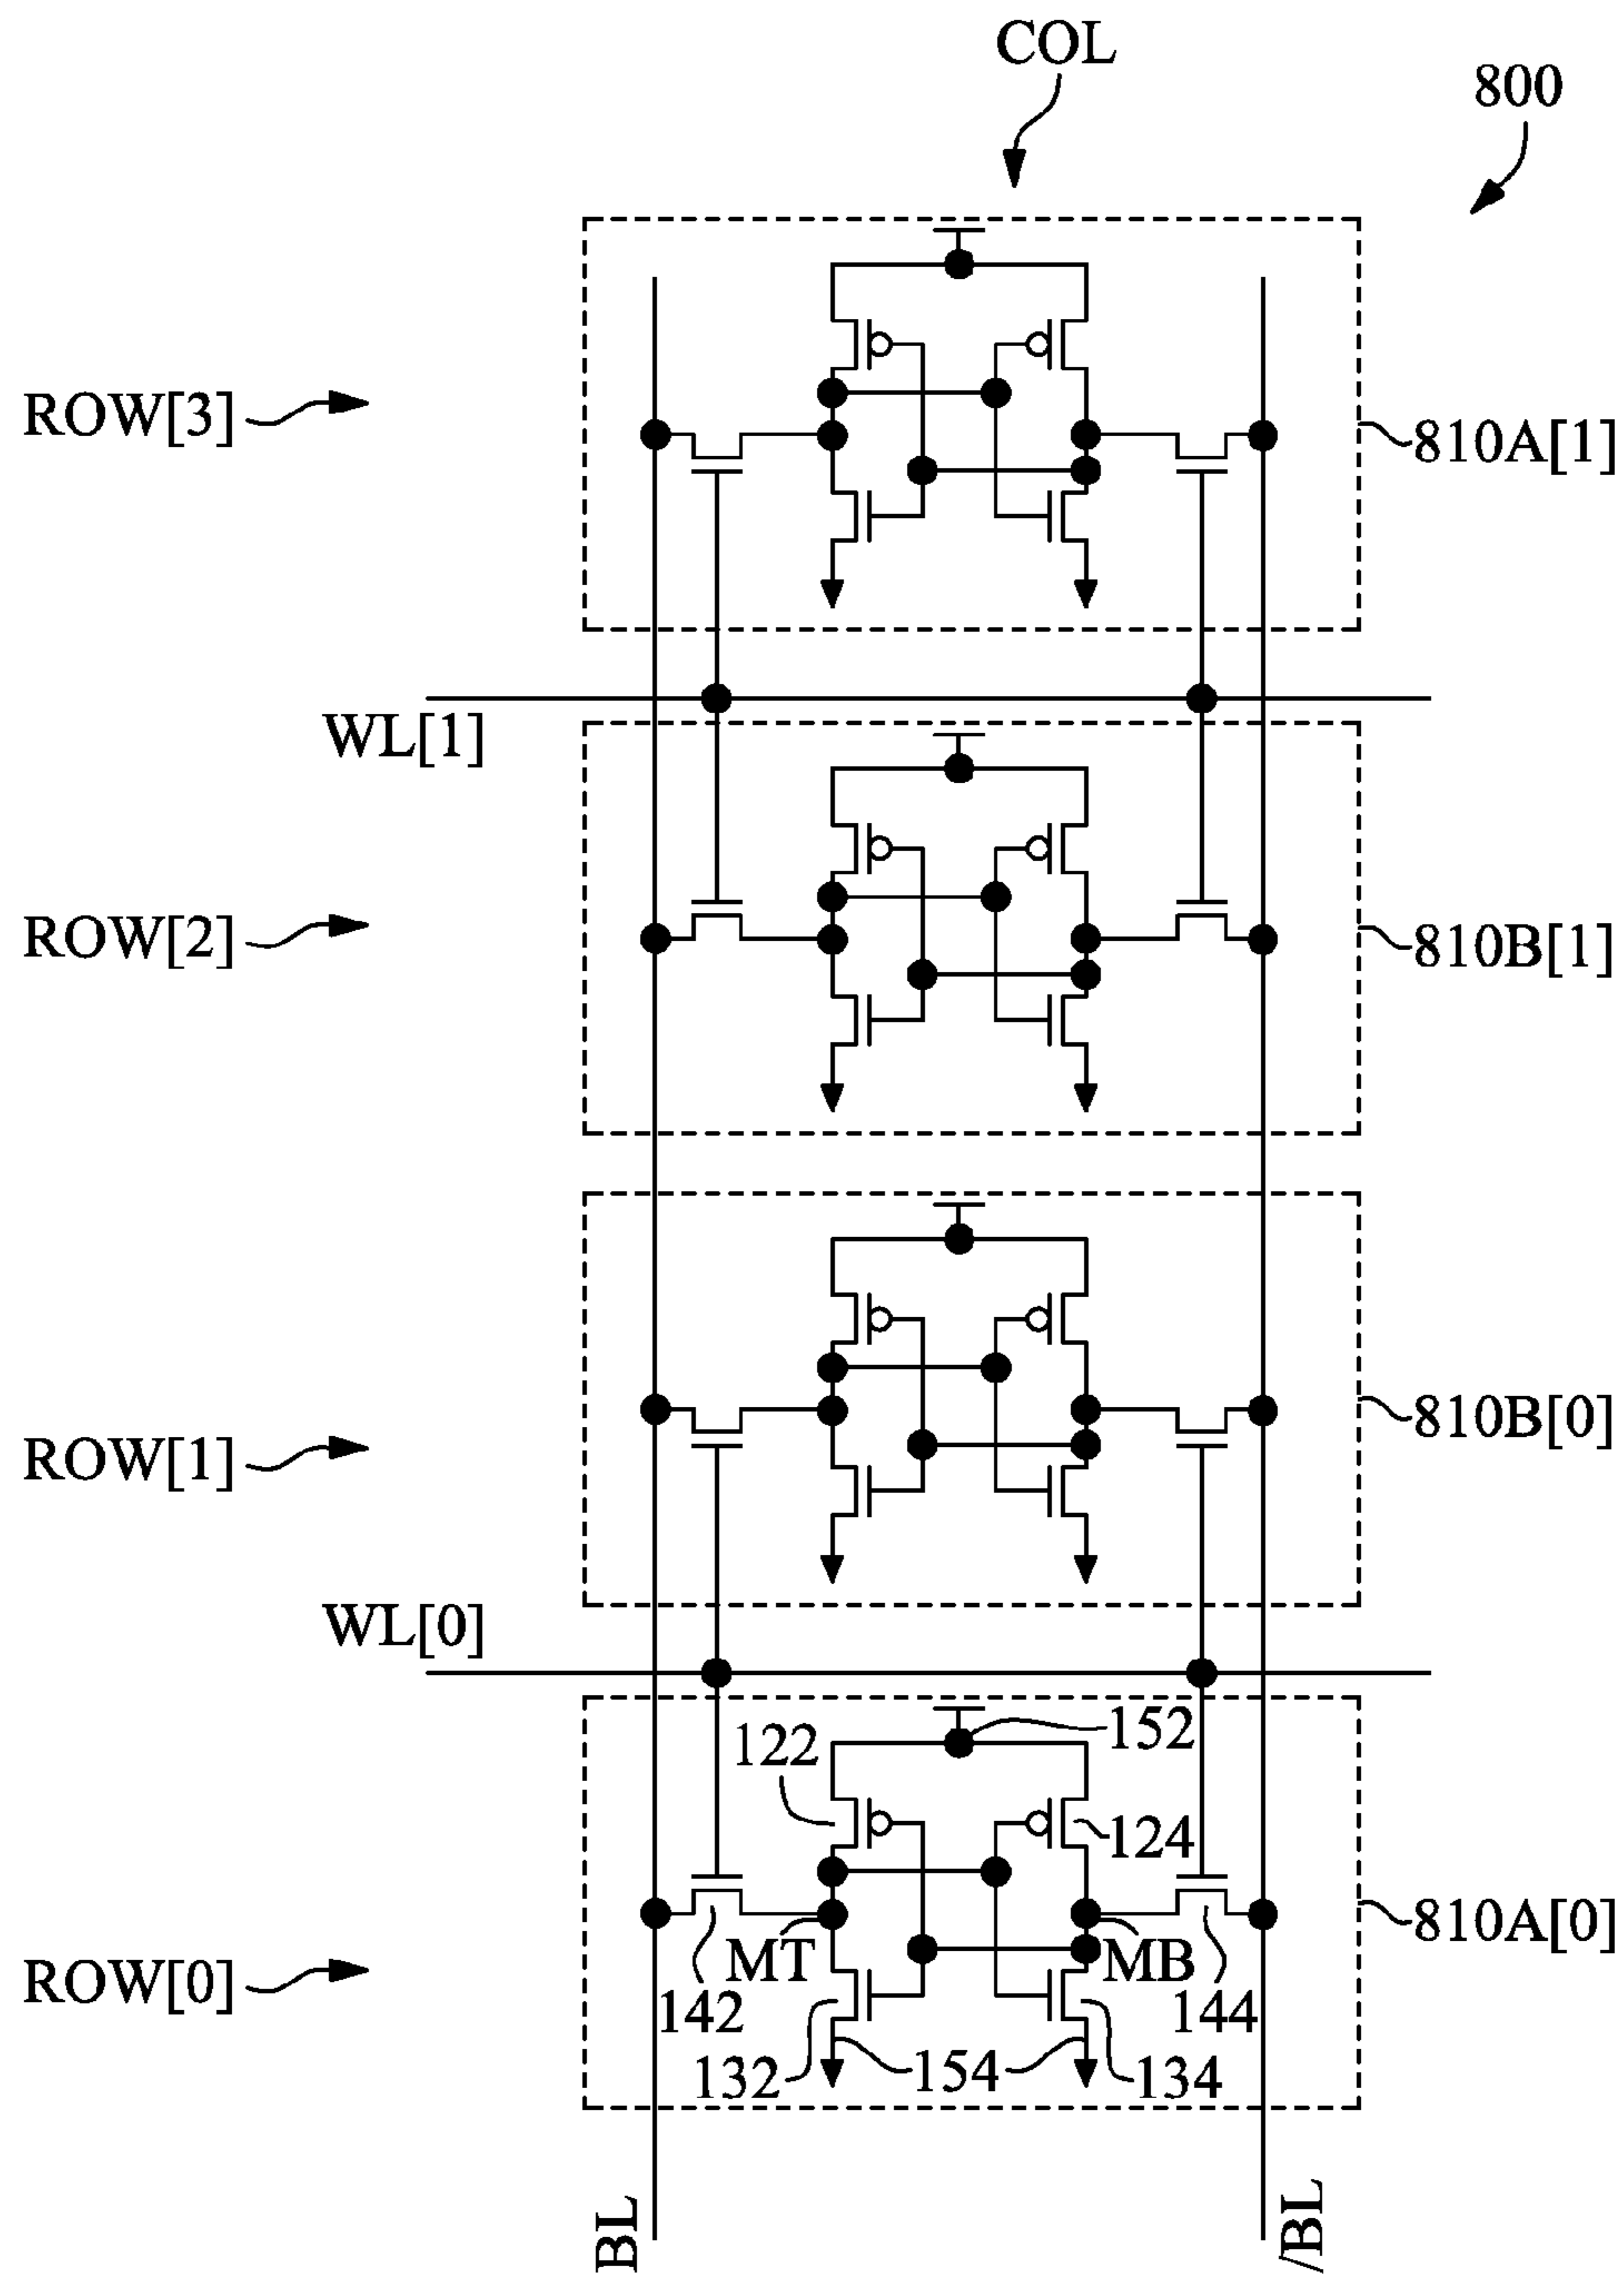 COL
800
ROW[3]
810A[1]
WL[1]
ROW[2]
810B[1]
ROW[1]
810B[0]
WL[0]
152
122
124
810A[0]
MT
MB
ROW[0]
142
144
132
154
134
BL
/BL